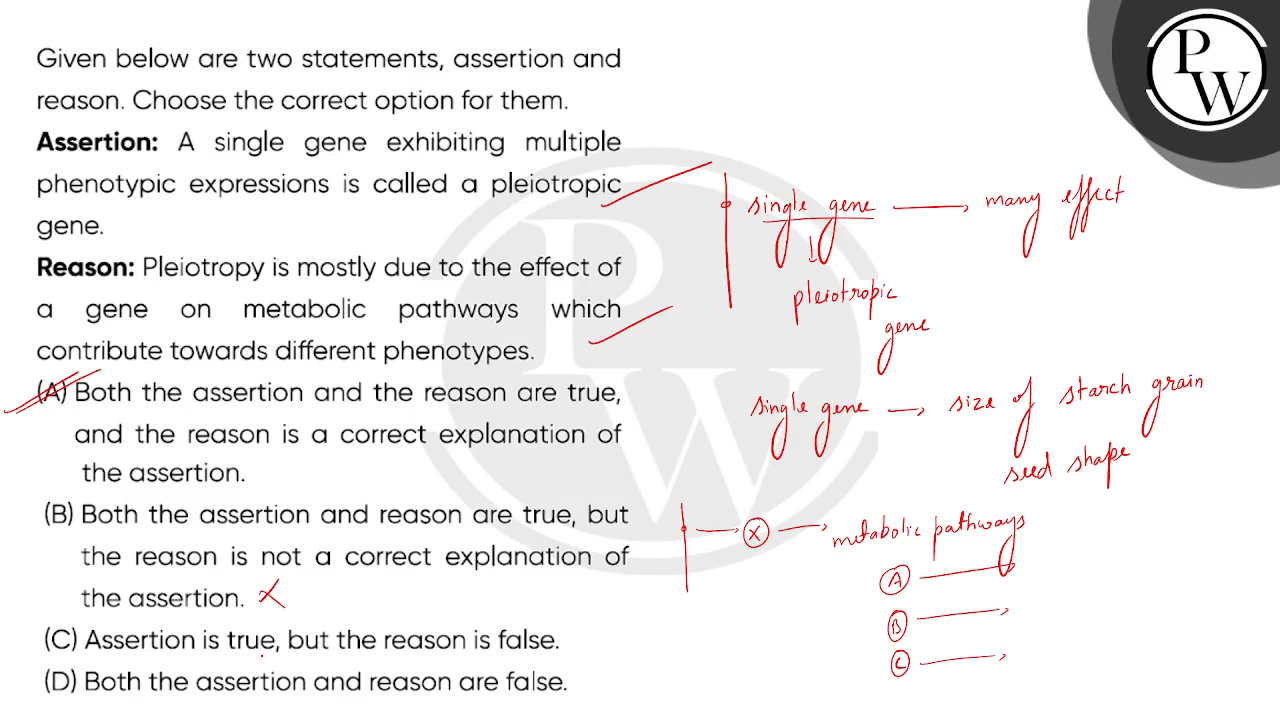 Given below are two statements, assertion and
reason. Choose the correct option for them.
Assertion: A single gene exhibiting multiple
phenotypic expressions is called a pleiotropic
gene.
Reason: Pleiotropy is mostly due to the effect of
a gene on metabolic pathways which
contribute towards different phenotypes.
(A) Both the assertion and the reason are true,
and the reason is a correct explanation of
the assertion.
(B) Both the assertion and reason are true, but
the reason is not a correct explanation of
the assertion. X
(C) Assertion is true, but the reason is false.
(D) Both the assertion and reason are false.
single gene → many effect
pleiotropic
gene
single gene → size of starch grain
seed shape
X → metabolic pathways
A
B
C
PW
PW